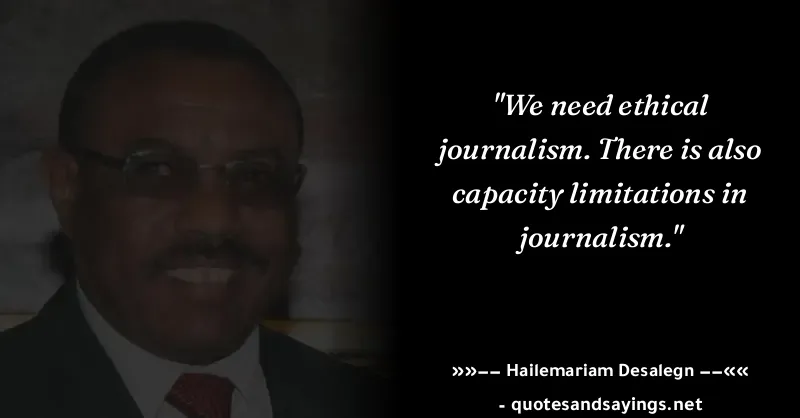 "We need ethical
journalism. There is also
capacity limitations in
journalism."
»»−− Hailemariam Desalegn −−««
- quotesandsayings.net